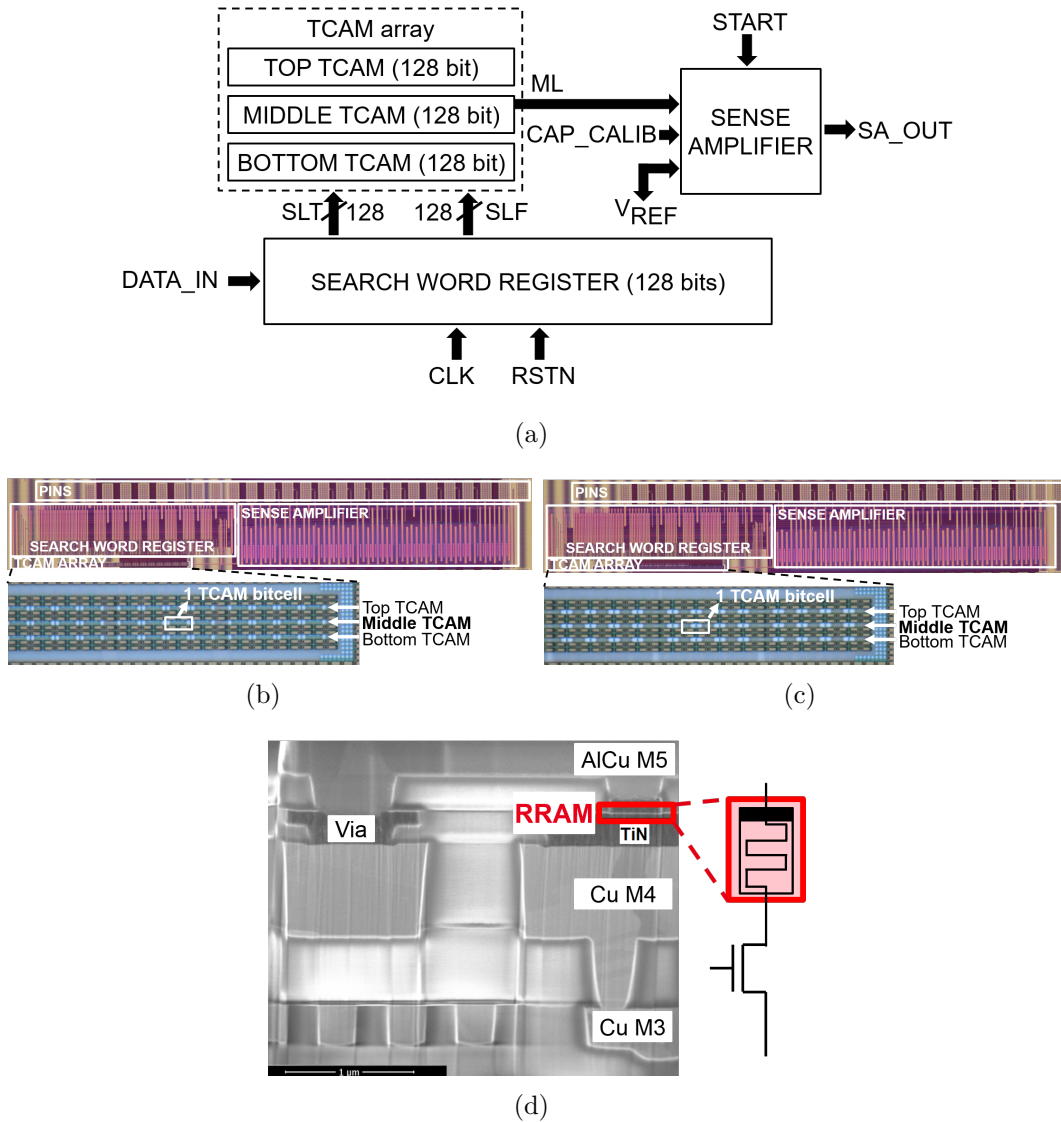 TCAM array
TOP TCAM (128 bit)
MIDDLE TCAM (128 bit)
BOTTOM TCAM (128 bit)
ML
CAP_CALIB
VREF
START
SENSE
AMPLIFIER
SA_OUT
SLT 128
128 SLF
DATA_IN
SEARCH WORD REGISTER (128 bits)
CLK
RSTN
(a)
PINS
SENSE AMPLIFIER
SEARCH WORD REGISTER
TCAM ARRAY
1 TCAM bitcell
Top TCAM
Middle TCAM
Bottom TCAM
(b)
PINS
SENSE AMPLIFIER
SEARCH WORD REGISTER
TCAM ARRAY
1 TCAM bitcell
Top TCAM
Middle TCAM
Bottom TCAM
(c)
AlCu M5
RRAM
Via
TiN
Cu M4
Cu M3
1 µm
(d)